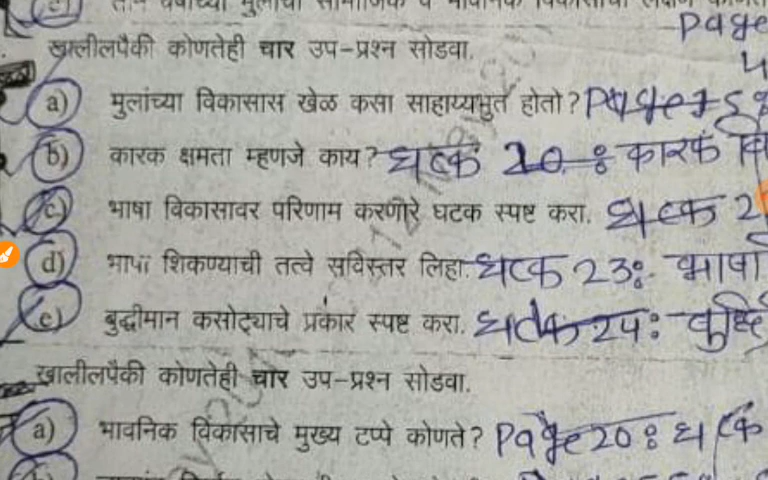 Page
खालीलपैकी कोणतेही चार उप-प्रश्न सोडवा.
a) मुलांच्या विकासास खेळ कसा साहाय्यभुत होतो? Page
b) कारक क्षमता म्हणजे काय? घटक 20 : कारक
c) भाषा विकासावर परिणाम करणारे घटक स्पष्ट करा. घटक 2
d) भाषा शिकण्याची तत्वे सविस्तर लिहा. घटक 23: भाषा
e) बुद्धीमान कसोट्याचे प्रकार स्पष्ट करा. घटक 24:
खालीलपैकी कोणतेही चार उप-प्रश्न सोडवा.
a) भावनिक विकासाचे मुख्य टप्पे कोणते? Page 20: घटक